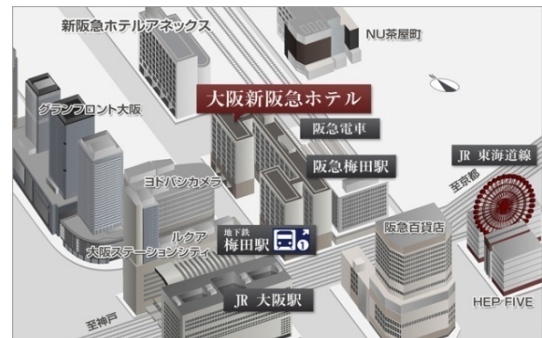 新阪急ホテルアネックス
NU茶屋町
大阪新阪急ホテル
グランフロント大阪
阪急電車
JR 東海道線
阪急梅田駅
至京都
ヨドバシカメラ
阪急百貨店
地下鉄
梅田駅
1
ルクア
大阪ステーションシティ
JR 大阪駅
HEP FIVE
至神戸